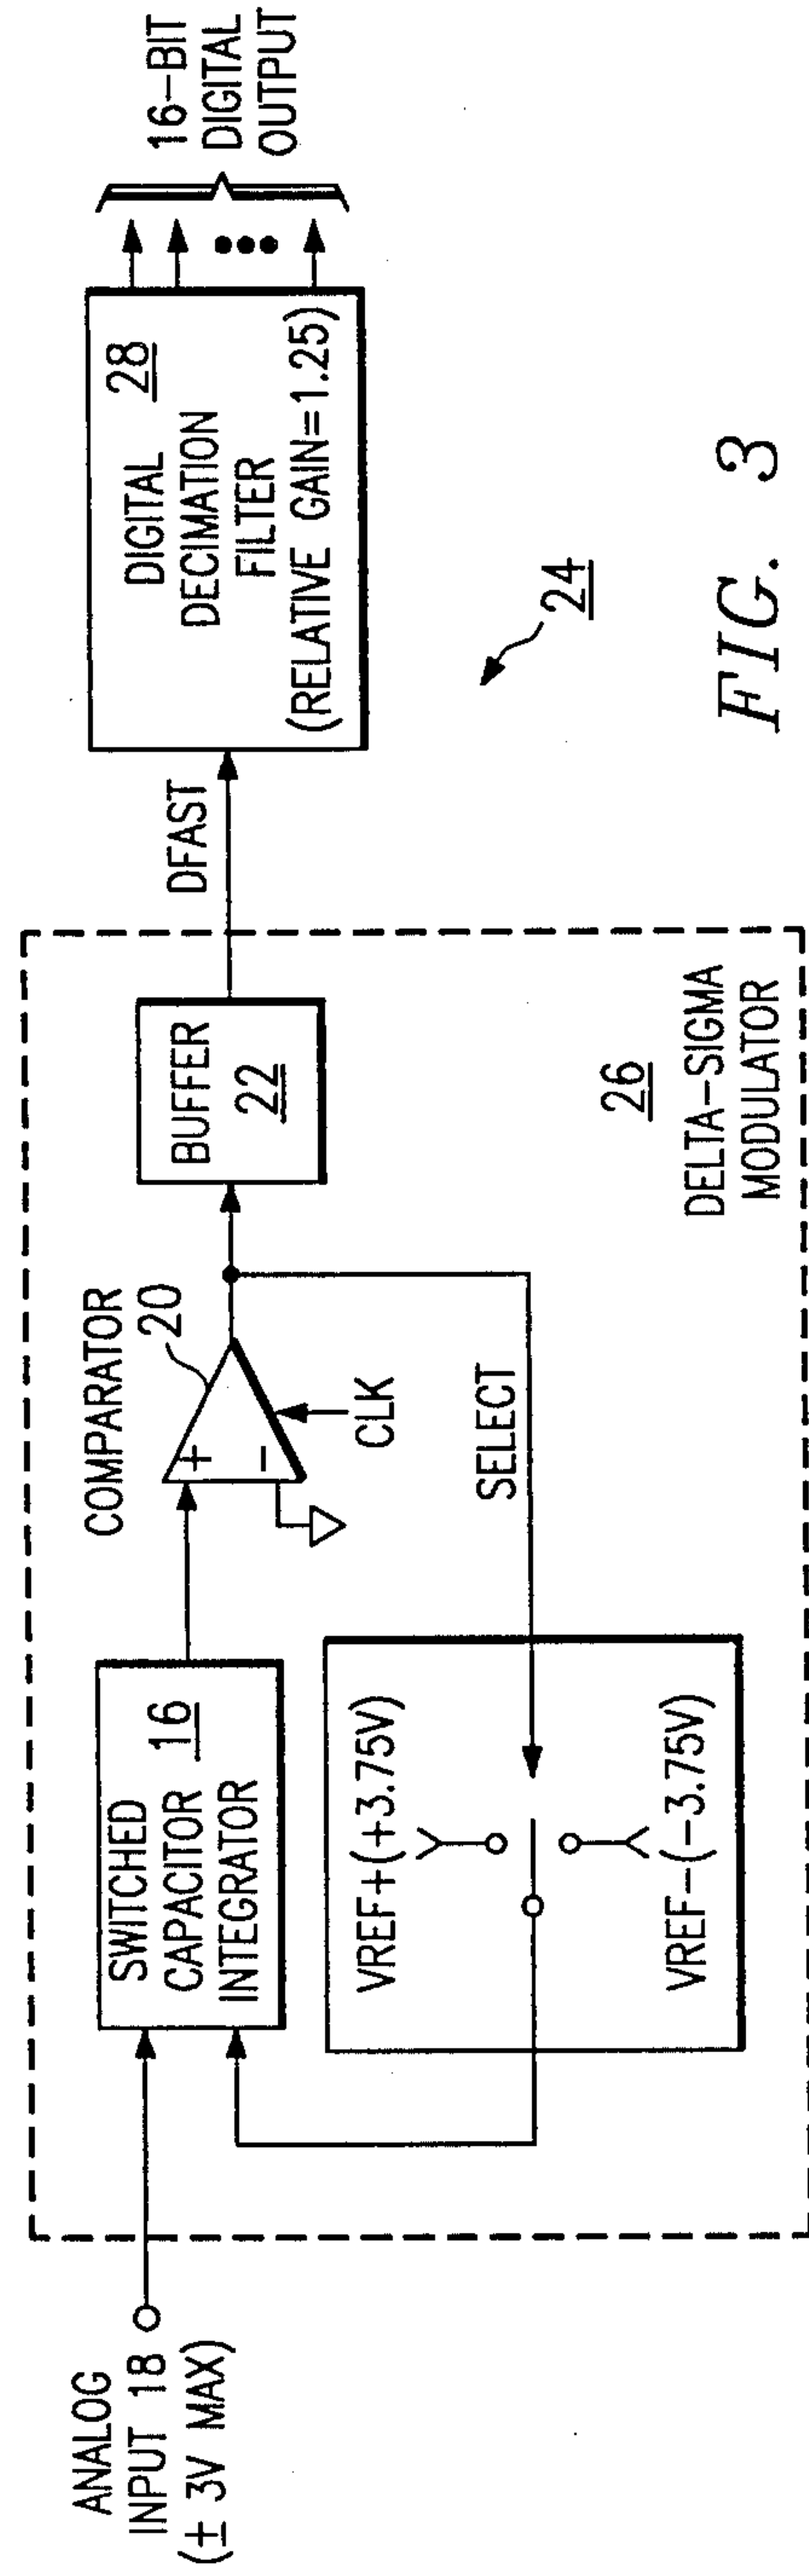 ANALOG
INPUT 18
(± 3V MAX)
SWITCHED
CAPACITOR 16
INTEGRATOR
VREF+(+3.75V)
VREF-(-3.75V)
COMPARATOR
20
+
-
CLK
SELECT
BUFFER
22
26
DELTA-SIGMA
MODULATOR
DFAST
28
DIGITAL
DECIMATION
FILTER
(RELATIVE GAIN=1.25)
16-BIT
DIGITAL
OUTPUT
24
FIG. 3